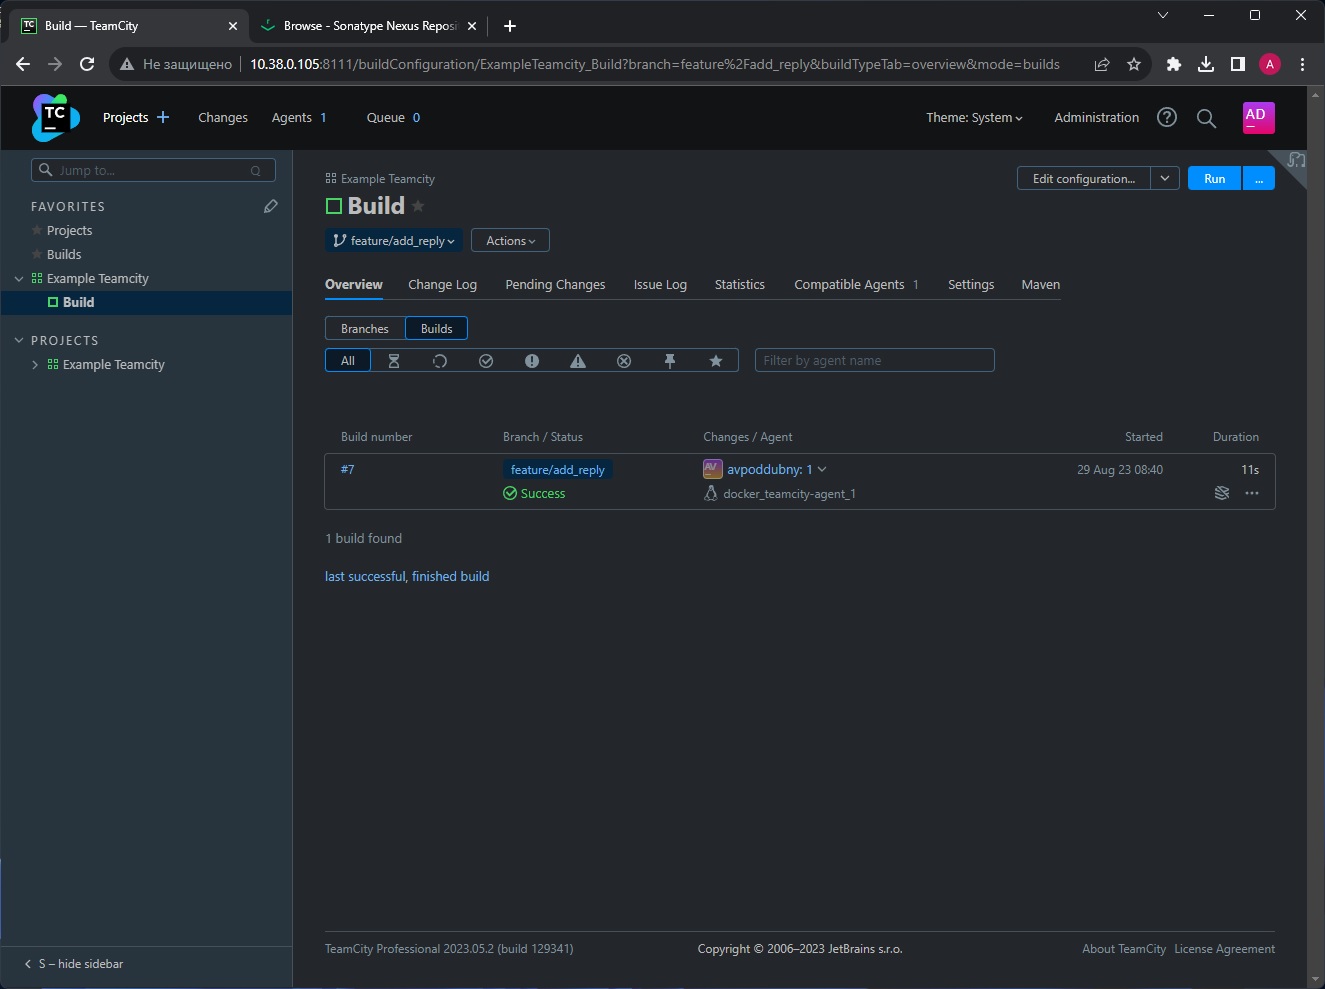 Build — TeamCity
Browse - Sonatype Nexus Reposi
Не защищено
10.38.0.105:8111/buildConfiguration/ExampleTeamcity_Build?branch=feature%2Fadd_reply&buildTypeTab=overview&mode=builds
A
TC
Projects
Changes
Agents 1
Queue 0
Theme: System
Administration
AD
Jump to...
Q
FAVORITES
Projects
Builds
Example Teamcity
Build
PROJECTS
Example Teamcity
Example Teamcity
Edit configuration...
Run
...
Build
feature/add_reply
Actions
Overview
Change Log
Pending Changes
Issue Log
Statistics
Compatible Agents 1
Settings
Maven
Branches
Builds
All
Filter by agent name
Build number
Branch / Status
Changes / Agent
Started
Duration
#7
feature/add_reply
AV
avpoddubny: 1
29 Aug 23 08:40
11s
Success
docker_teamcity-agent_1
1 build found
last successful, finished build
TeamCity Professional 2023.05.2 (build 129341)
Copyright © 2006–2023 JetBrains s.r.o.
About TeamCity
License Agreement
S – hide sidebar